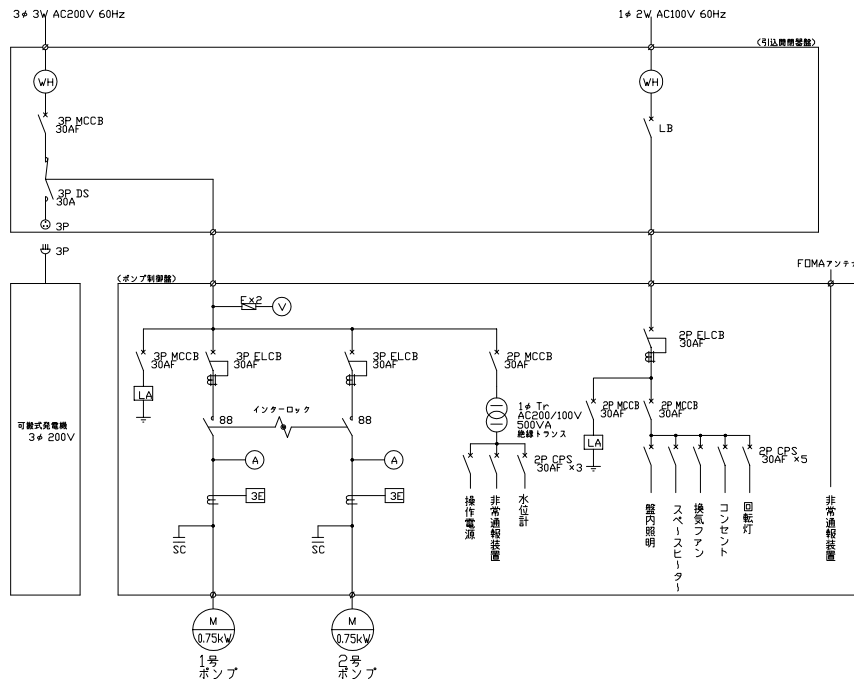 3φ 3W AC200V 60Hz
1φ 2W AC100V 60Hz
(引込開閉器盤)
WH
WH
3P MCCB
30AF
LB
3P DS
30A
3P
3P
FOMAアンテナ
(ポンプ制御盤)
F×2
V
2P ELCB
30AF
3P MCCB
30AF
3P ELCB
30AF
3P ELCB
30AF
2P MCCB
30AF
LA
1φ Tr
AC200/100V
500VA
絶縁トランス
2P MCCB
30AF
2P MCCB
30AF
インターロック
88
88
可搬式発電機
3φ 200V
LA
A
A
2P CPS
30AF ×3
2P CPS
30AF ×5
3E
3E
操作電源
非常通報装置
水位計
盤内照明
スペースヒーター
換気ファン
コンセント
回転灯
非常通報装置
SC
SC
M
0.75kW
M
0.75kW
1号
ポンプ
2号
ポンプ